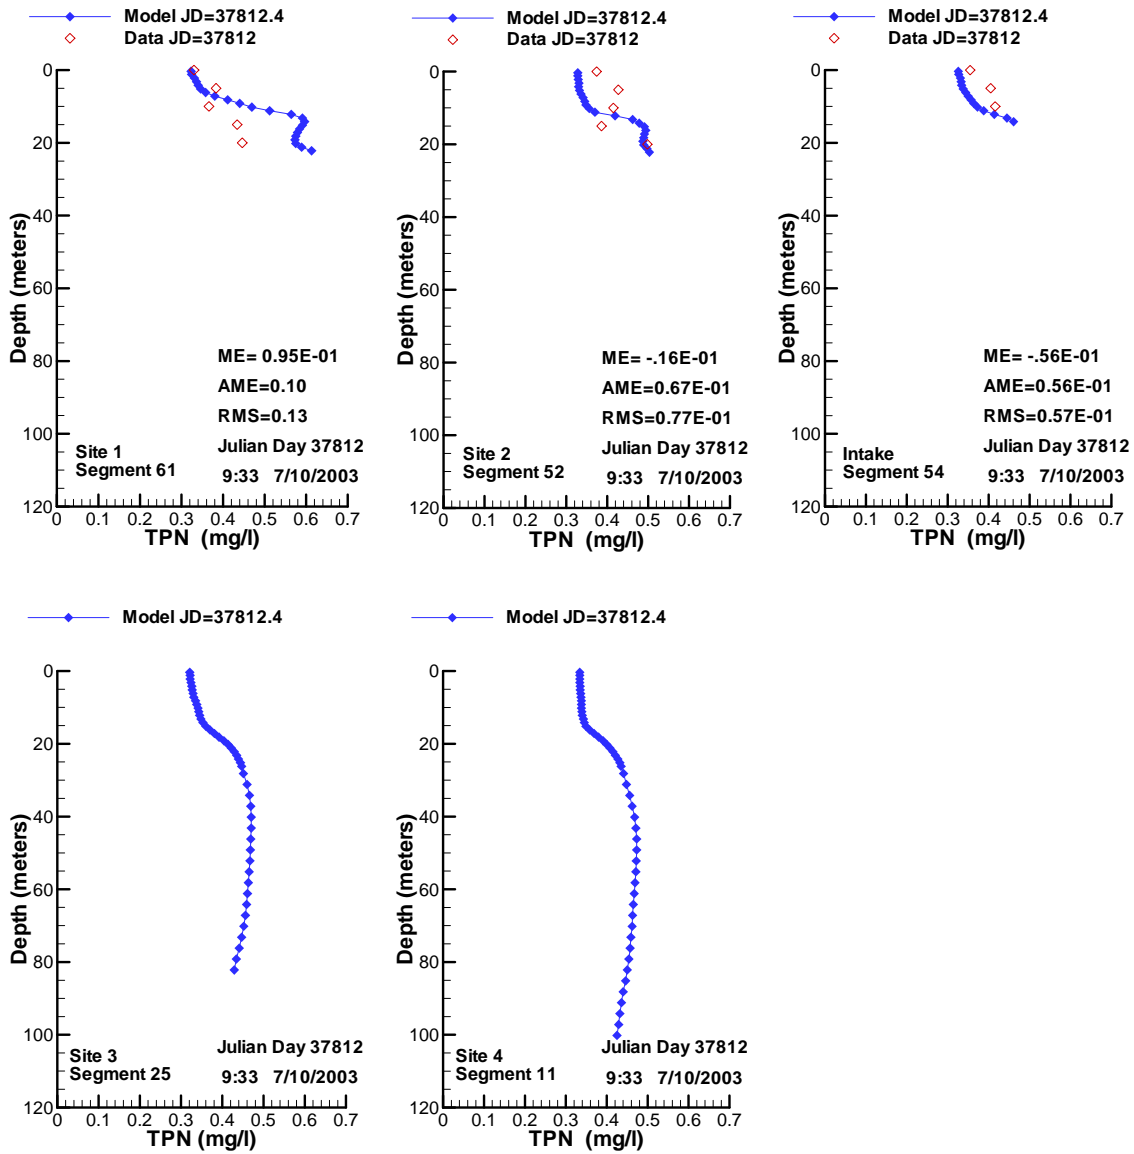 Model JD=37812.4
Data JD=37812
0
20
40
60
80
100
120
Depth (meters)
ME= 0.95E-01
AME=0.10
RMS=0.13
Site 1
Segment 61
Julian Day 37812
9:33 7/10/2003
0 0.1 0.2 0.3 0.4 0.5 0.6 0.7
TPN (mg/l)
Model JD=37812.4
Data JD=37812
0
20
40
60
80
100
120
Depth (meters)
ME= -.16E-01
AME=0.67E-01
RMS=0.77E-01
Site 2
Segment 52
Julian Day 37812
9:33 7/10/2003
0 0.1 0.2 0.3 0.4 0.5 0.6 0.7
TPN (mg/l)
Model JD=37812.4
Data JD=37812
0
20
40
60
80
100
120
Depth (meters)
ME= -.56E-01
AME=0.56E-01
RMS=0.57E-01
Intake
Segment 54
Julian Day 37812
9:33 7/10/2003
0 0.1 0.2 0.3 0.4 0.5 0.6 0.7
TPN (mg/l)
Model JD=37812.4
0
20
40
60
80
100
120
Depth (meters)
Site 3
Segment 25
Julian Day 37812
9:33 7/10/2003
0 0.1 0.2 0.3 0.4 0.5 0.6 0.7
TPN (mg/l)
Model JD=37812.4
0
20
40
60
80
100
120
Depth (meters)
Site 4
Segment 11
Julian Day 37812
9:33 7/10/2003
0 0.1 0.2 0.3 0.4 0.5 0.6 0.7
TPN (mg/l)